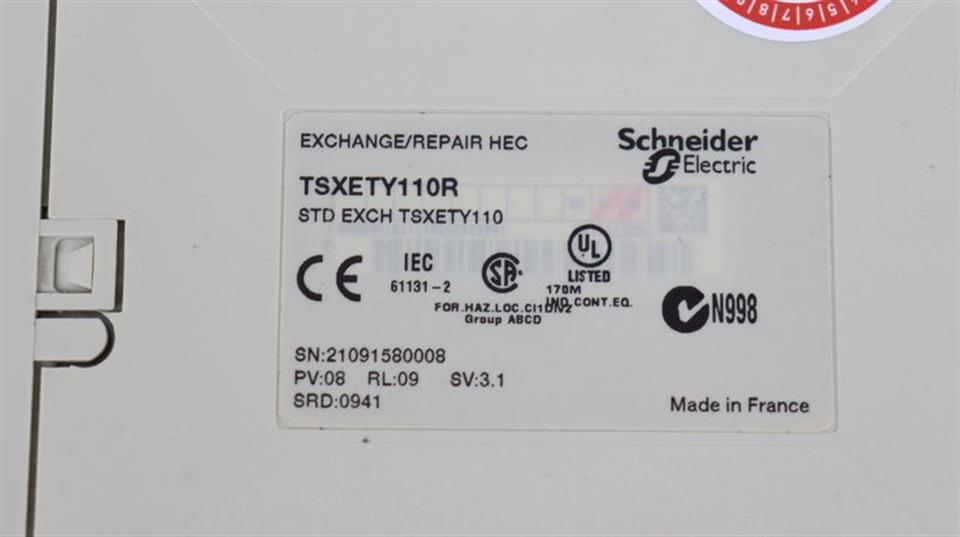 EXCHANGE/REPAIR HEC
Schneider
Electric
TSXETY110R
STD EXCH TSXETY110
CE
IEC
61131-2
SA
UL
LISTED
170M
IND.CONT.EQ.
FOR.HAZ.LOC.CI1DIV2
Group ABCD
N998
SN:21091580008
PV:08 RL:09 SV:3.1
SRD:0941
Made in France